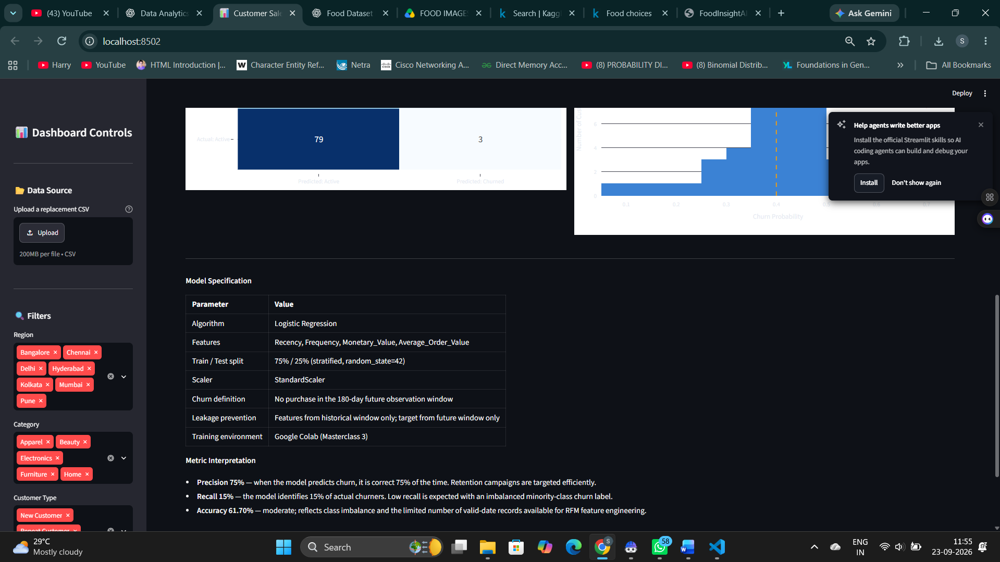 (43) YouTube
Data Analytics
Customer Sale
Food Dataset
FOOD IMAGES
Search | Kaggl
Food choices
FoodInsightAI
Ask Gemini
localhost:8502
S
Harry
YouTube
HTML Introduction |...
Character Entity Ref...
Netra
Cisco Networking A...
Direct Memory Acc...
(8) PROBABILITY DI...
(8) Binomial Distrib...
Foundations in Gen...
All Bookmarks
Deploy
Dashboard Controls
Data Source
Upload a replacement CSV
Upload
200MB per file • CSV
Filters
Region
Bangalore
Chennai
Delhi
Hyderabad
Kolkata
Mumbai
Pune
Category
Apparel
Beauty
Electronics
Furniture
Home
Customer Type
New Customer
Repeat Customer
Actual: Active
79
3
Predicted: Active
Predicted: Churned
Number of Cus
6
4
2
0
0.1
0.2
0.3
0.4
0.5
0.6
0.7
Churn Probability
Help agents write better apps
Install the official Streamlit skills so AI
coding agents can build and debug your
apps.
Install
Don't show again
Model Specification
Parameter Value
Algorithm Logistic Regression
Features Recency, Frequency, Monetary_Value, Average_Order_Value
Train / Test split 75% / 25% (stratified, random_state=42)
Scaler StandardScaler
Churn definition No purchase in the 180-day future observation window
Leakage prevention Features from historical window only; target from future window only
Training environment Google Colab (Masterclass 3)
Metric Interpretation
• Precision 75% — when the model predicts churn, it is correct 75% of the time. Retention campaigns are targeted efficiently.
• Recall 15% — the model identifies 15% of actual churners. Low recall is expected with an imbalanced minority-class churn label.
• Accuracy 61.70% — moderate; reflects class imbalance and the limited number of valid-date records available for RFM feature engineering.
29°C
Mostly cloudy
Search
58
ENG
IN
11:55
23-09-2026